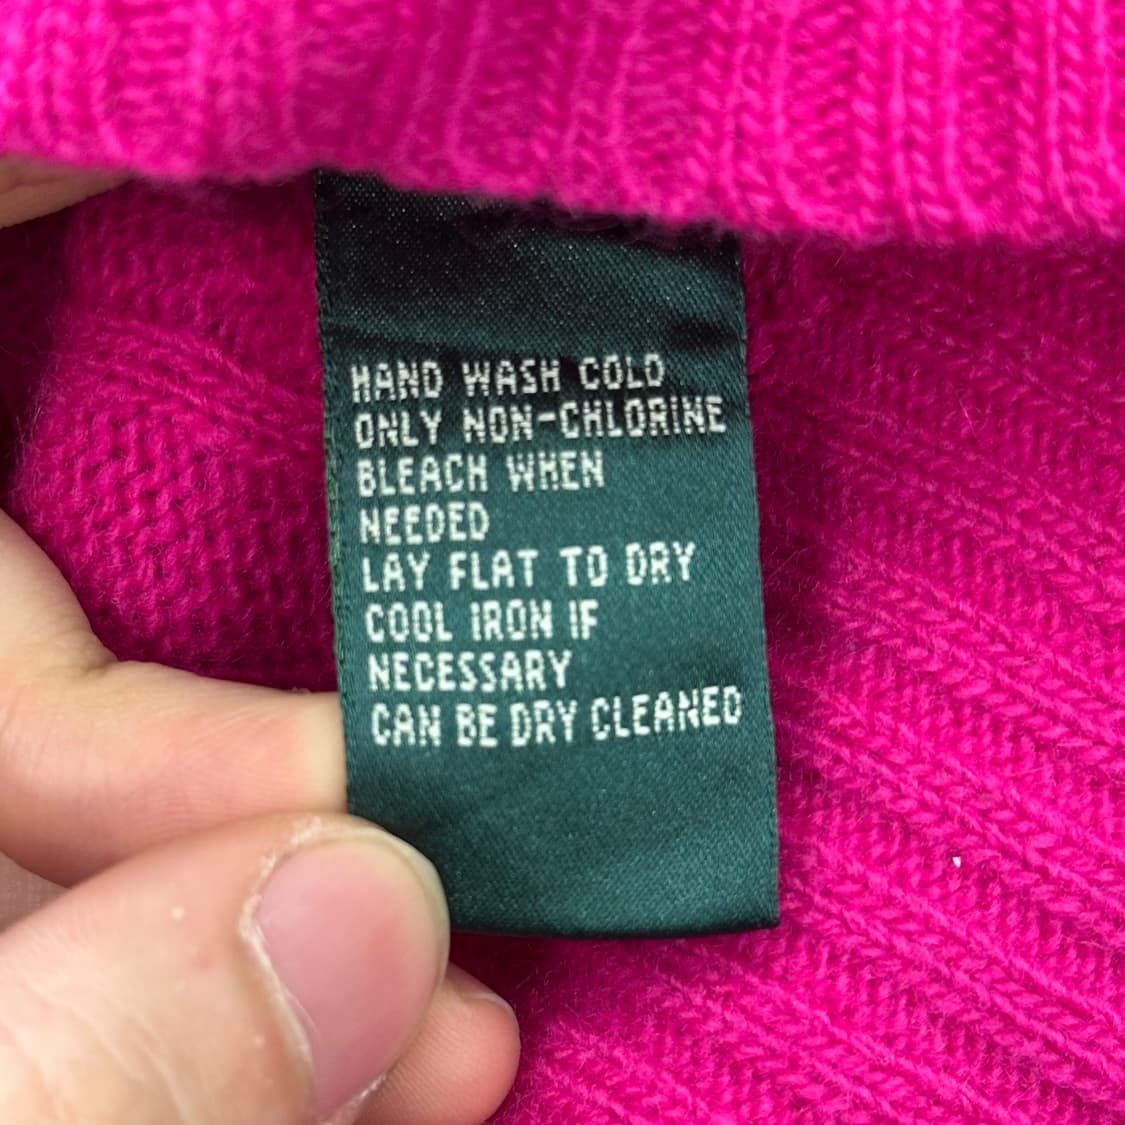 HAND WASH COLD
ONLY NON-CHLORINE
BLEACH WHEN
NEEDED
LAY FLAT TO DRY
COOL IRON IF
NECESSARY
CAN BE DRY CLEANED